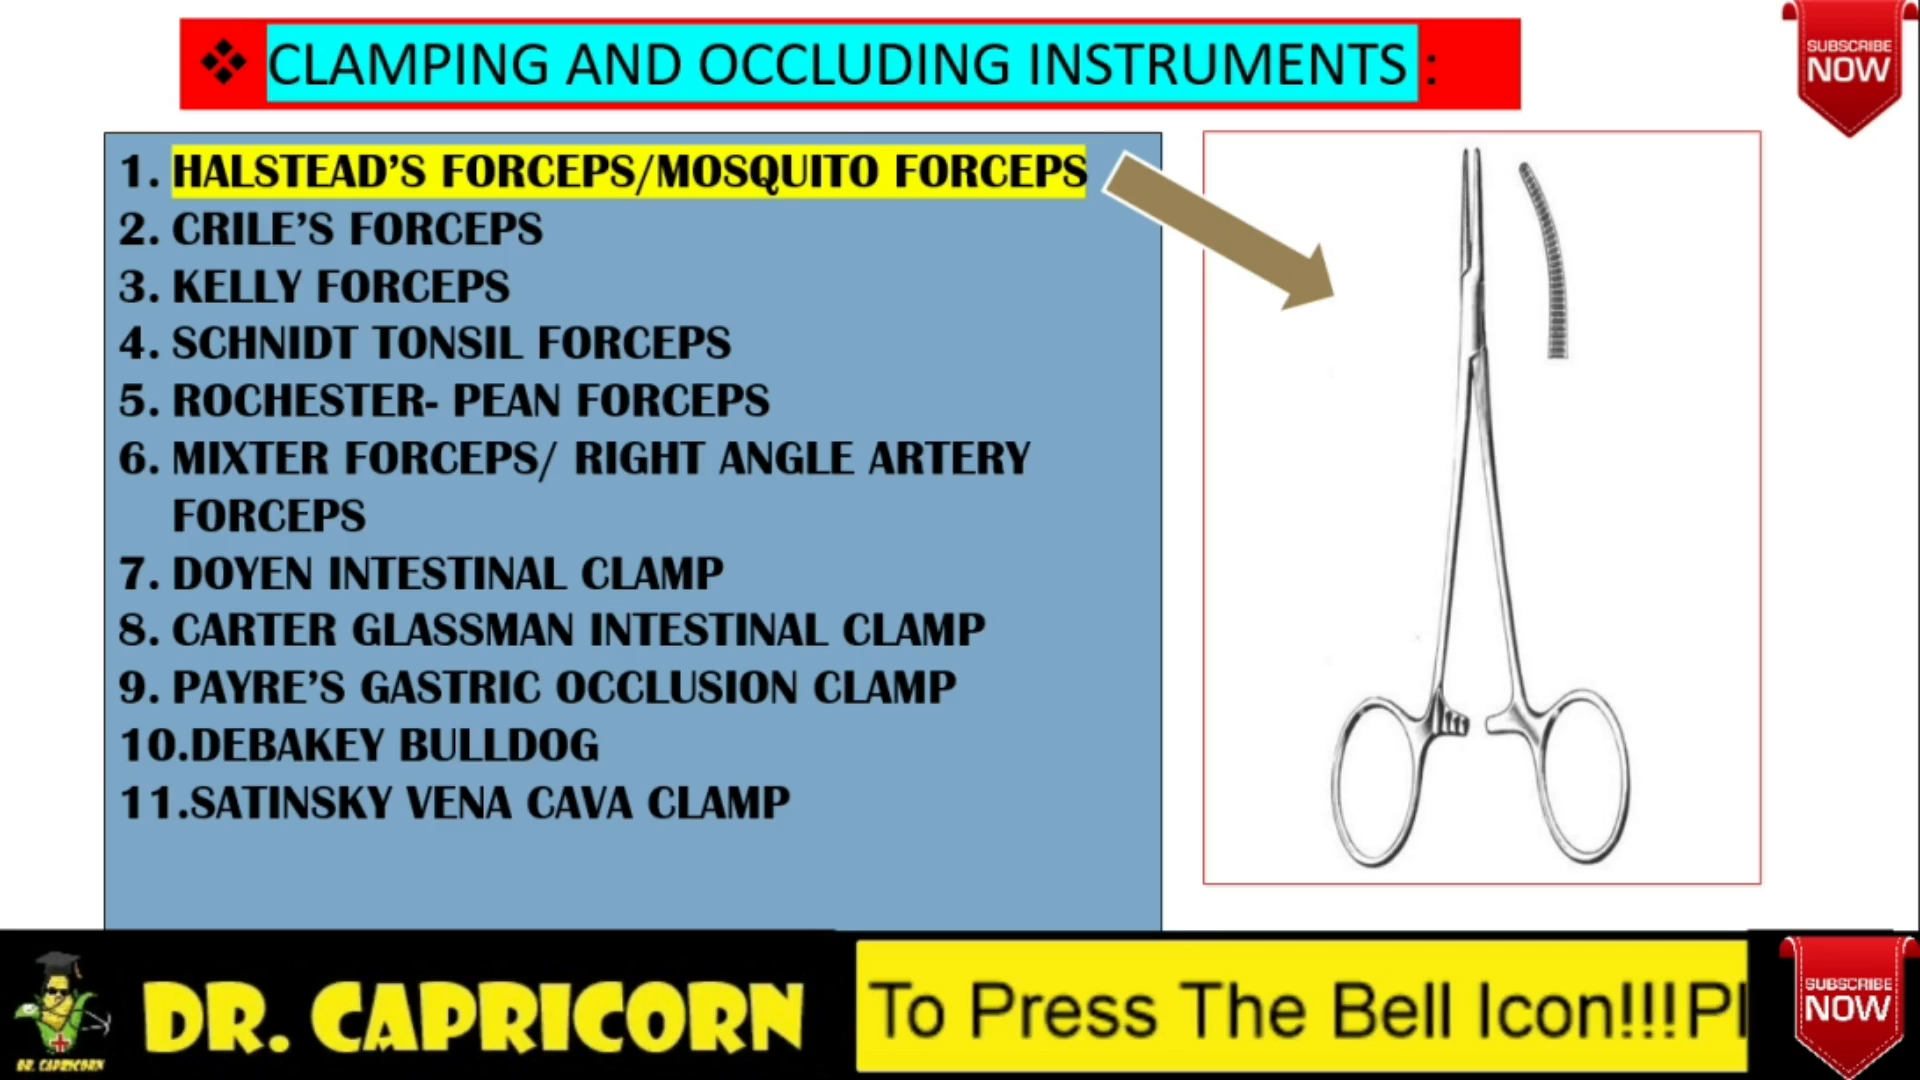 ❖ CLAMPING AND OCCLUDING INSTRUMENTS :
SUBSCRIBE
NOW
1. HALSTEAD'S FORCEPS/MOSQUITO FORCEPS
2. CRILE'S FORCEPS
3. KELLY FORCEPS
4. SCHNIDT TONSIL FORCEPS
5. ROCHESTER- PEAN FORCEPS
6. MIXTER FORCEPS/ RIGHT ANGLE ARTERY
FORCEPS
7. DOYEN INTESTINAL CLAMP
8. CARTER GLASSMAN INTESTINAL CLAMP
9. PAYRE'S GASTRIC OCCLUSION CLAMP
10.DEBAKEY BULLDOG
11.SATINSKY VENA CAVA CLAMP
DR. CAPRICORN
DR. CAPRICORN
To Press The Bell Icon!!!Pl
SUBSCRIBE
NOW